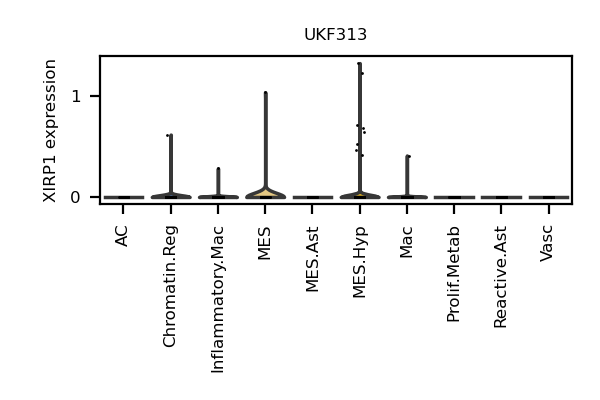 UKF313
XIRP1 expression
1
0
AC
Chromatin.Reg
Inflammatory.Mac
MES
MES.Ast
MES.Hyp
Mac
Prolif.Metab
Reactive.Ast
Vasc